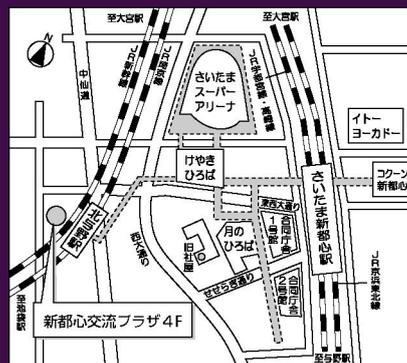 至大宮駅
至大宮駅
N
中仙道
JR新幹線
JR埼京線
さいたま
スーパー
アリーナ
JR宇都宮線・高崎線
イトー
ヨーカドー
けやき
ひろば
さいたま新都心駅
コクーン
新都心
北与野駅
東西大通り
月の
ひろば
合同庁舎
1号館
旧社屋
西大通り
せせらぎ通り
合同庁舎
2号館
JR京浜東北線
至池袋駅
新都心交流プラザ4F
至与野駅